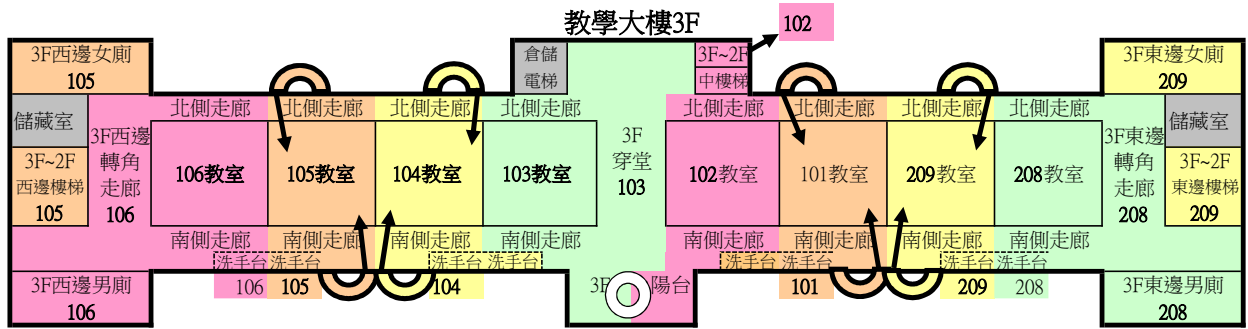 教學大樓3F
102
3F西邊女廁
105
倉儲
電梯
3F~2F
中樓梯
3F東邊女廁
209
儲藏室
3F西邊
轉角
走廊
106
北側走廊
北側走廊
北側走廊
北側走廊
3F
穿堂
103
北側走廊
北側走廊
北側走廊
北側走廊
3F東邊
轉角
走廊
208
儲藏室
3F~2F
西邊樓梯
105
106教室
105教室
104教室
103教室
102教室
101教室
209教室
208教室
3F~2F
東邊樓梯
209
南側走廊
南側走廊
南側走廊
南側走廊
南側走廊
南側走廊
南側走廊
南側走廊
洗手台
洗手台
洗手台
洗手台
洗手台
洗手台
洗手台
洗手台
3F西邊男廁
106
106
105
104
3F
陽台
101
209
208
3F東邊男廁
208